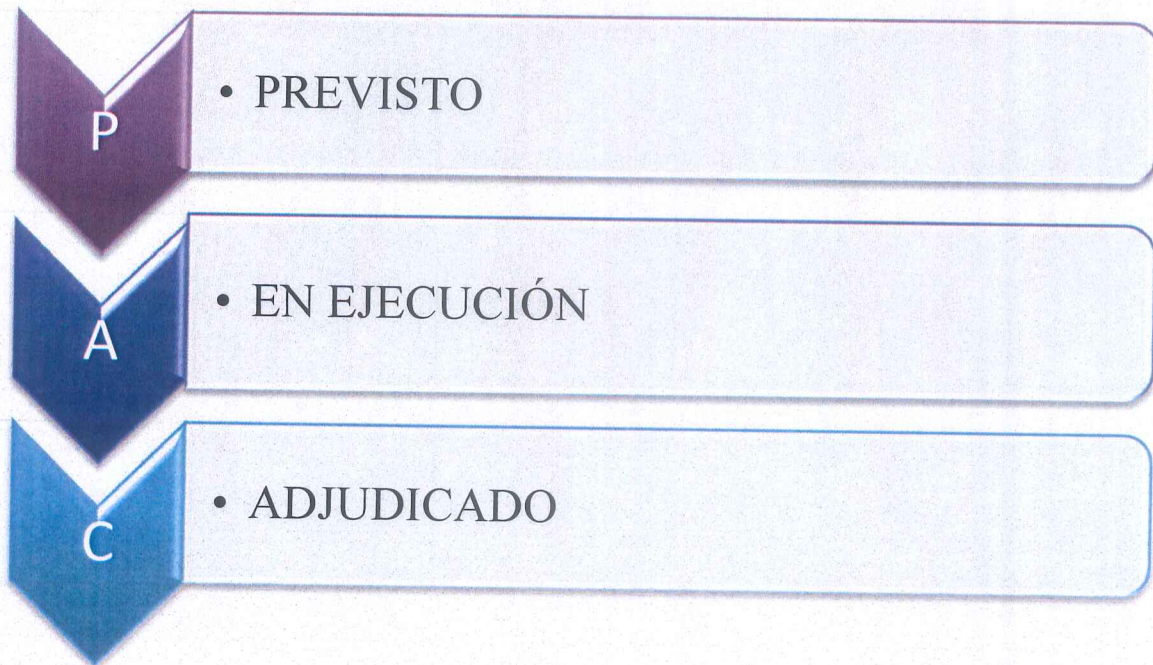 P
• PREVISTO
A
• EN EJECUCIÓN
C
• ADJUDICADO